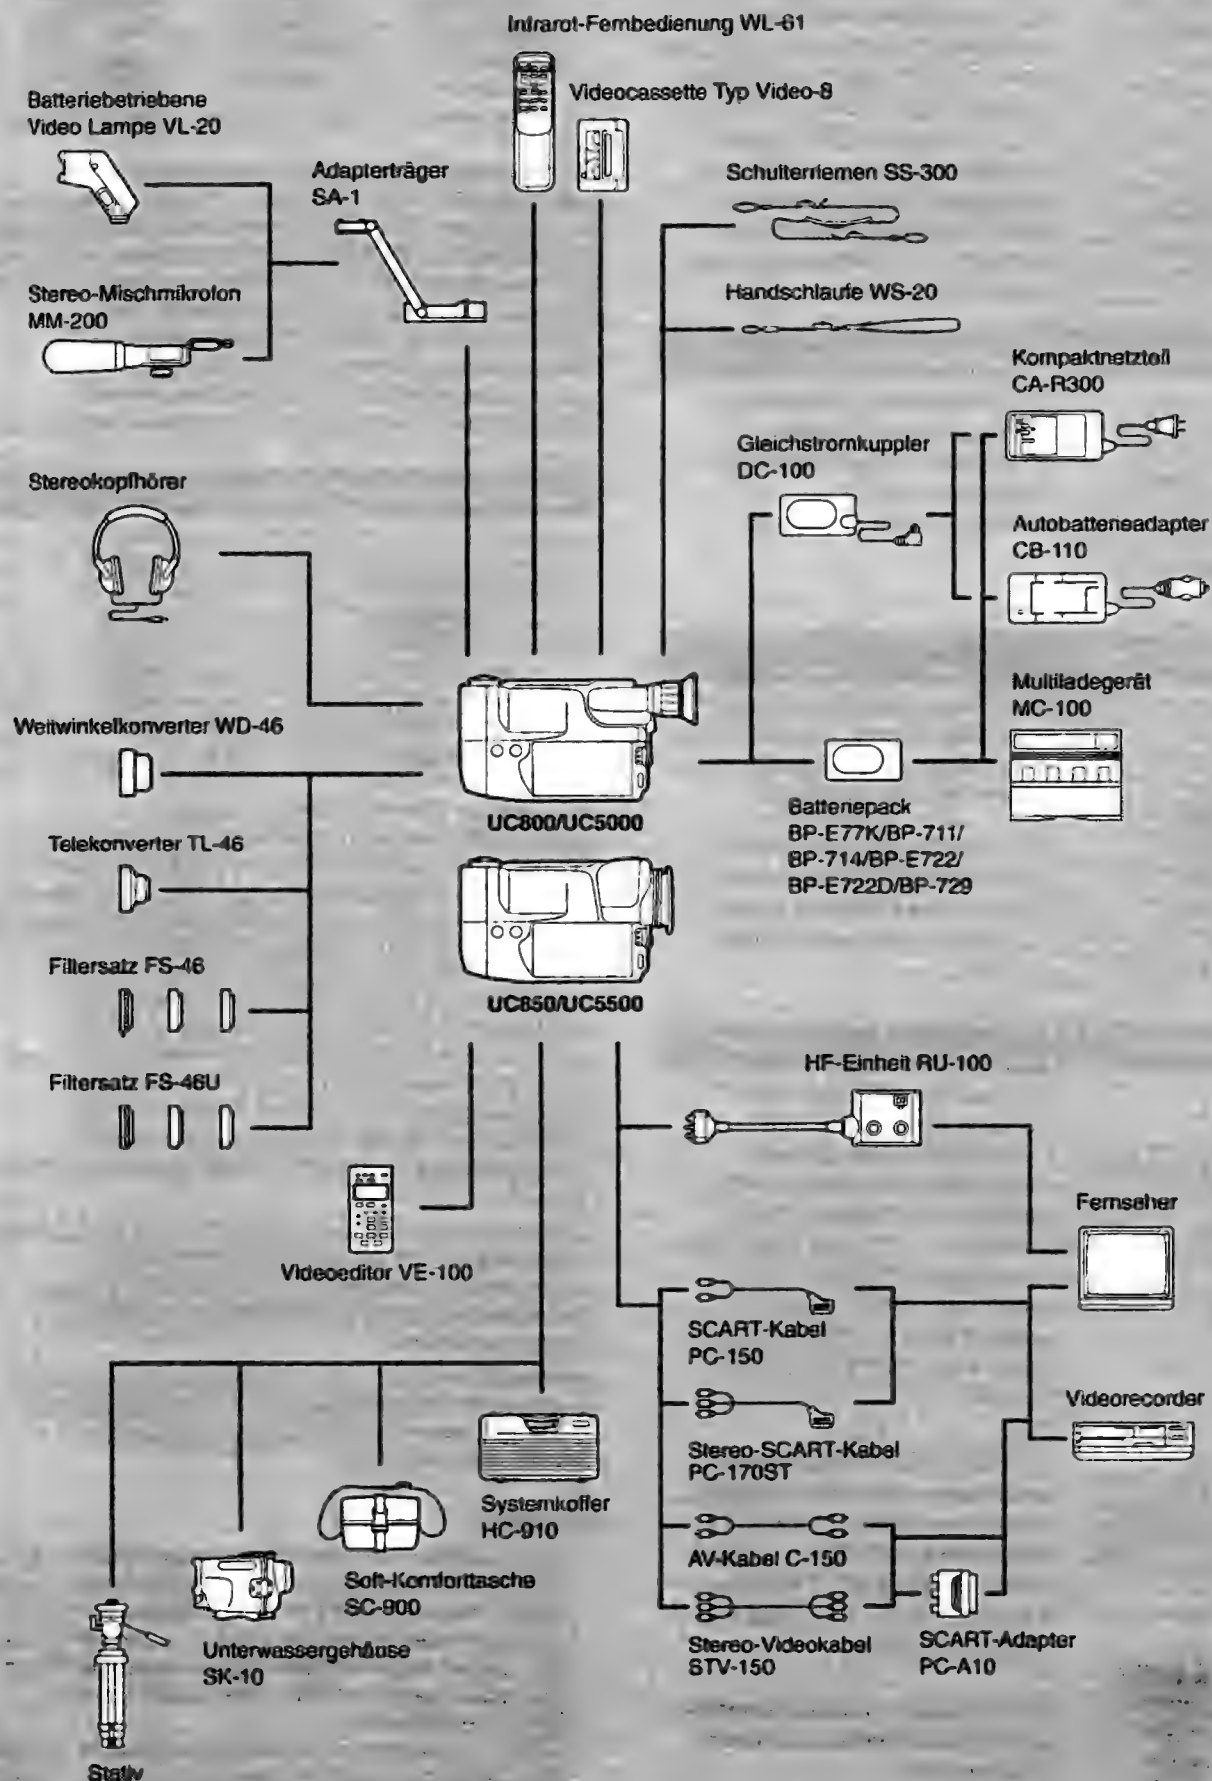 Infrarot-Fernbedienung WL-61
Batteriebetriebene
Video Lampe VL-20
Videocassette Typ Video-8
Adapterträger
SA-1
Schulterriemen SS-300
Stereo-Mischmikrofon
MM-200
Handschlaufe WS-20
Kompaktnetzteil
CA-R300
Gleichstromkuppler
DC-100
Stereokopfhörer
Autobatterieadapter
CB-110
Multiladegerät
MC-100
Weitwinkelkonverter WD-46
UC800/UC5000
Batteriepack
BP-E77K/BP-711/
BP-714/BP-E722/
BP-E722D/BP-729
Telekonverter TL-46
Filtersatz FS-46
UC850/UC5500
HF-Einheit RU-100
Filtersatz FS-46U
Fernseher
Videoeditor VE-100
SCART-Kabel
PC-150
Videorecorder
Stereo-SCART-Kabel
PC-170ST
Systemkoffer
HC-910
AV-Kabel C-150
Soft-Komforttasche
SC-900
Unterwassergehäuse
SK-10
Stereo-Videokabel
STV-150
SCART-Adapter
PC-A10
Stativ